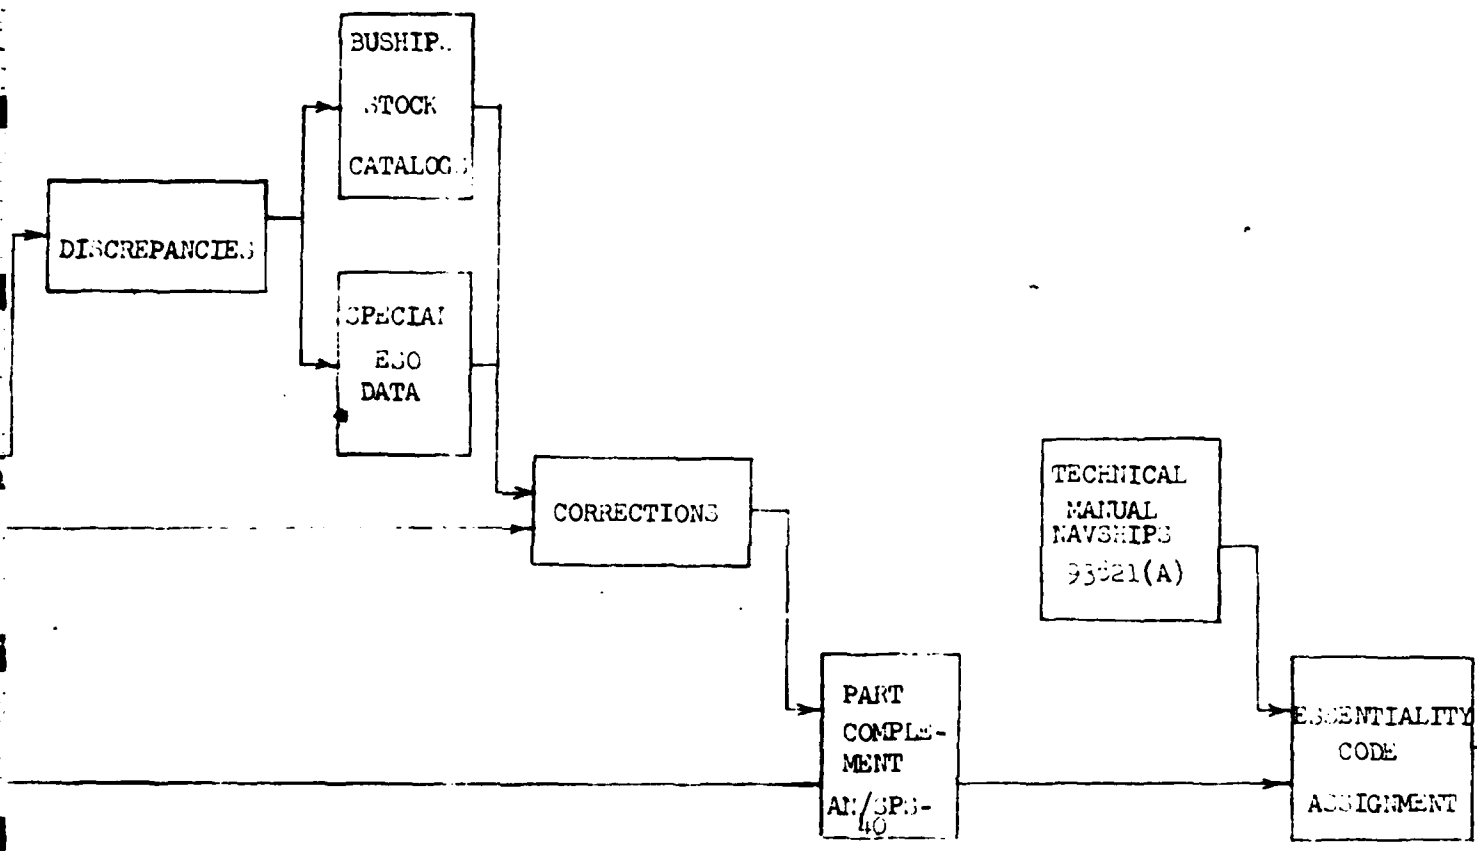 BUSHIPS
STOCK
CATALOGS
DISCREPANCIES
SPECIAL
ESO
DATA
CORRECTIONS
TECHNICAL
MANUAL
NAVSHIPS
PART
COMPLE-
MENT
AN/SPS-
40
ESSENTIALITY
CODE
ASSIGNMENT